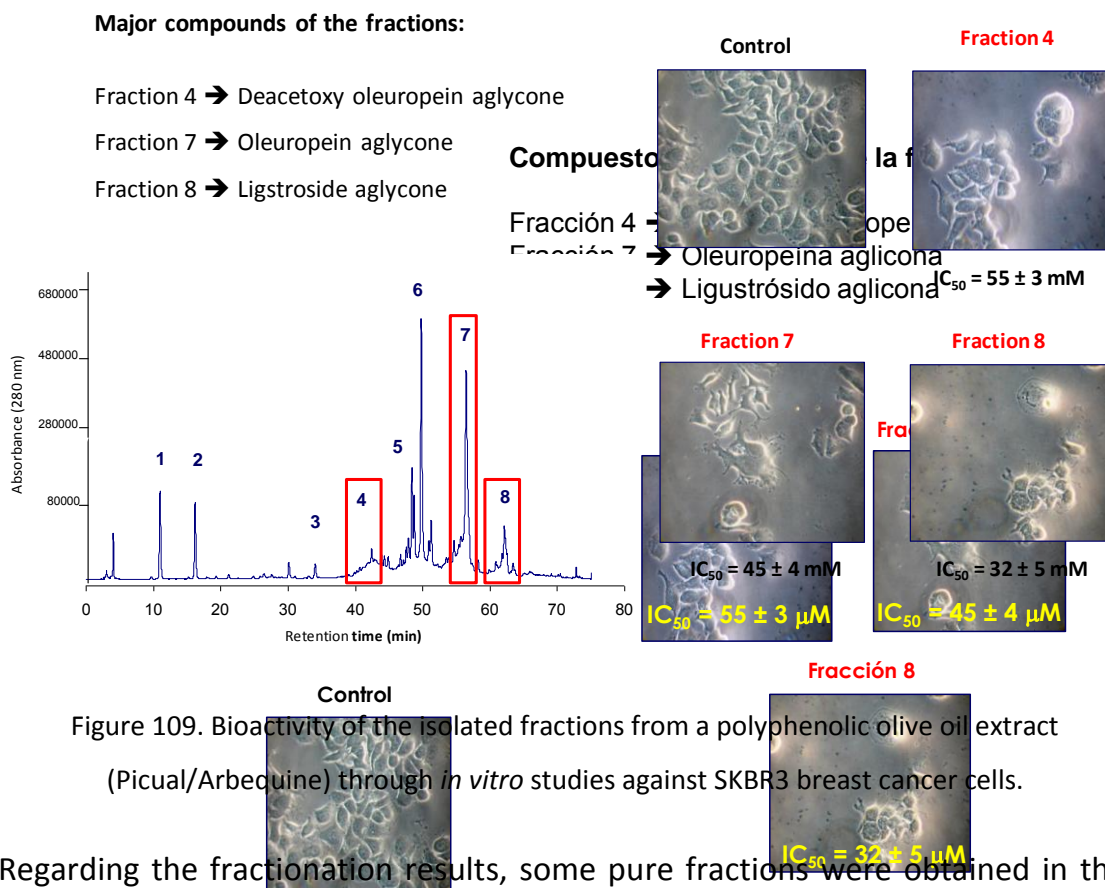 Major compounds of the fractions:
Fraction 4 ➔ Deacetoxy oleuropein aglycone
Fraction 7 ➔ Oleuropein aglycone
Fraction 8 ➔ Ligstroside aglycone
Control
Fraction 4
la f
Fracción 4 ➔
➔ Oleuropeína aglicona
➔ Ligustrósido aglicona
IC50 = 55 ± 3 mM
680000
480000
280000
80000
Absorbance (280 nm)
1
2
3
4
5
6
7
8
0 10 20 30 40 50 60 70 80
Retention time (min)
Fraction 7
Fraction 8
IC50 = 45 ± 4 mM
IC50 = 32 ± 5 mM
IC50 = 55 ± 3 µM
IC50 = 45 ± 4 µM
Control
Fracción 8
Figure 109. Bioactivity of the isolated fractions from a polyphenolic olive oil extract
(Picual/Arbequine) through in vitro studies against SKBR3 breast cancer cells.
IC50 = 32 ± 5 µM
Regarding the fractionation results, some pure fractions were obtained in th